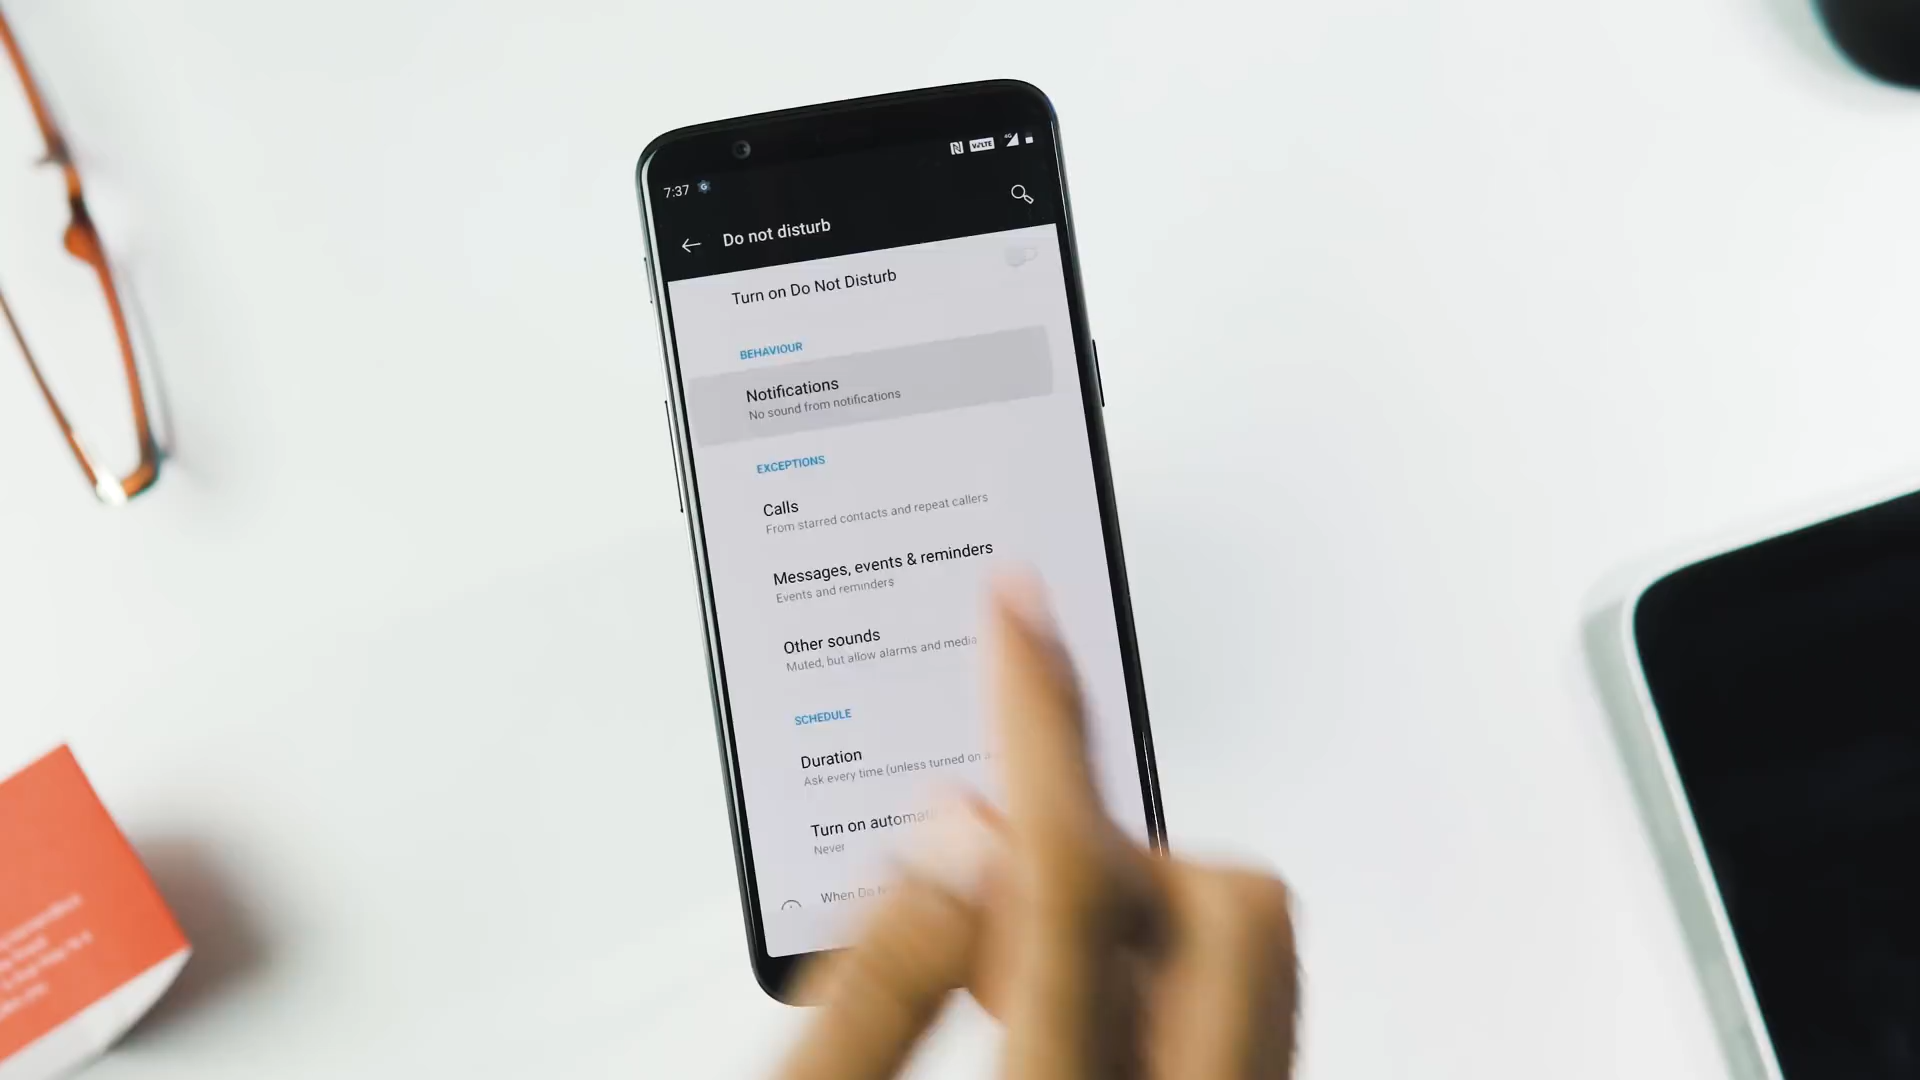 7:37
VoLTE
4G
Do not disturb
Turn on Do Not Disturb
BEHAVIOUR
Notifications
No sound from notifications
EXCEPTIONS
Calls
From starred contacts and repeat callers
Messages, events & reminders
Events and reminders
Other sounds
Muted, but allow alarms and media
SCHEDULE
Duration
Ask every time (unless turned on
Turn on
Never
When Do